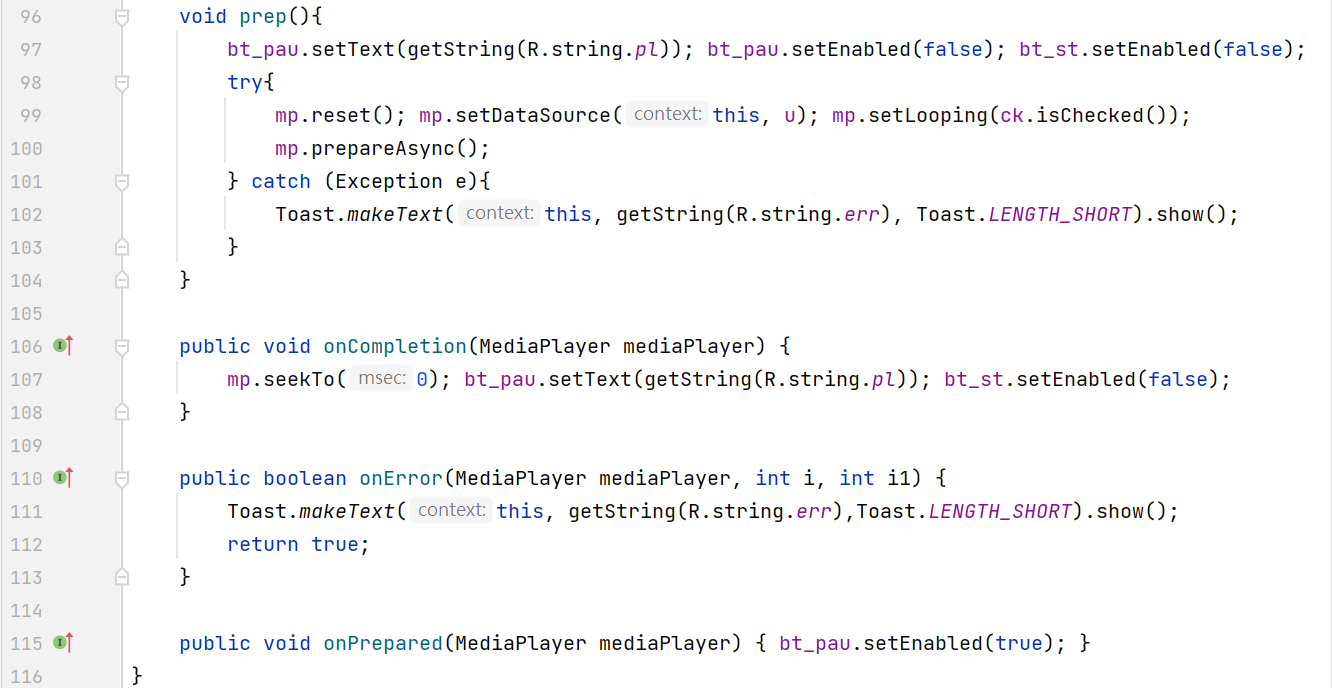 96 void prep(){
97 bt_pau.setText(getString(R.string.pl)); bt_pau.setEnabled(false); bt_st.setEnabled(false);
98 try{
99 mp.reset(); mp.setDataSource( context: this, u); mp.setLooping(ck.isChecked());
100 mp.prepareAsync();
101 } catch (Exception e){
102 Toast.makeText( context: this, getString(R.string.err), Toast.LENGTH_SHORT).show();
103 }
104 }
105
106 I public void onCompletion(MediaPlayer mediaPlayer) {
107 mp.seekTo( msec: 0); bt_pau.setText(getString(R.string.pl)); bt_st.setEnabled(false);
108 }
109
110 I public boolean onError(MediaPlayer mediaPlayer, int i, int i1) {
111 Toast.makeText( context: this, getString(R.string.err),Toast.LENGTH_SHORT).show();
112 return true;
113 }
114
115 I public void onPrepared(MediaPlayer mediaPlayer) { bt_pau.setEnabled(true); }
116 }